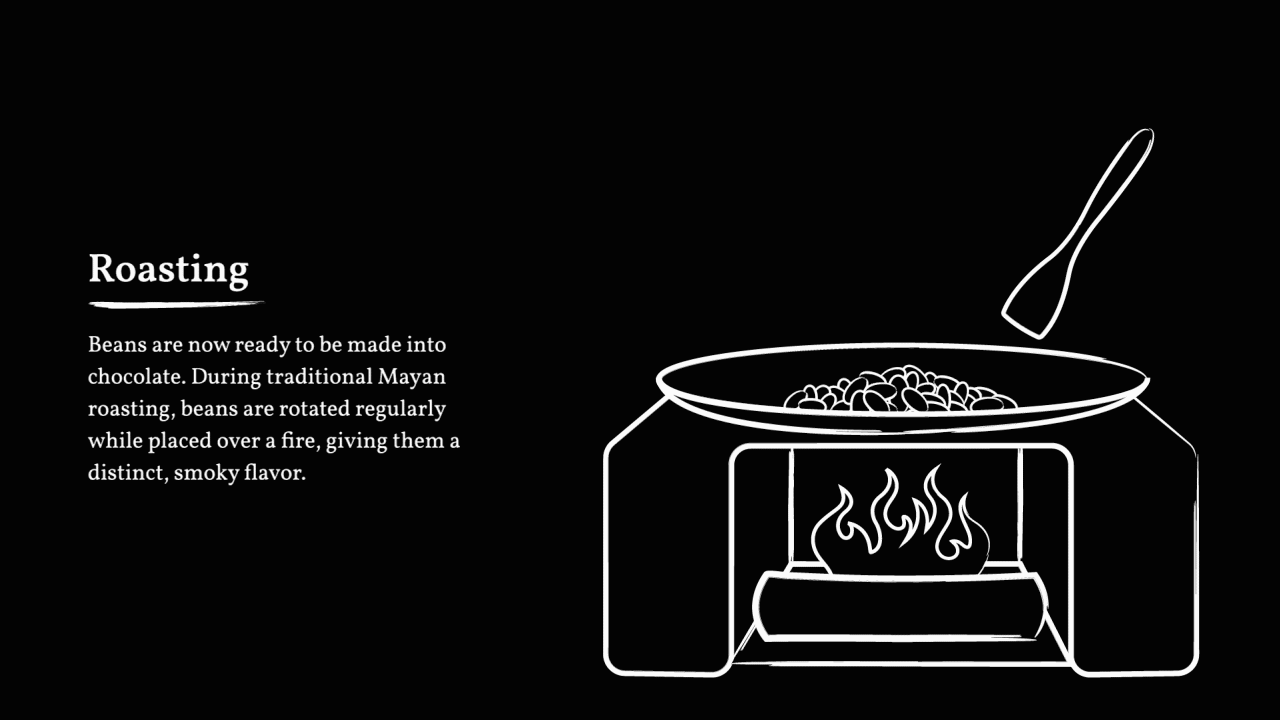 Roasting
Beans are now ready to be made into
chocolate. During traditional Mayan
roasting, beans are rotated regularly
while placed over a fire, giving them a
distinct, smoky flavor.